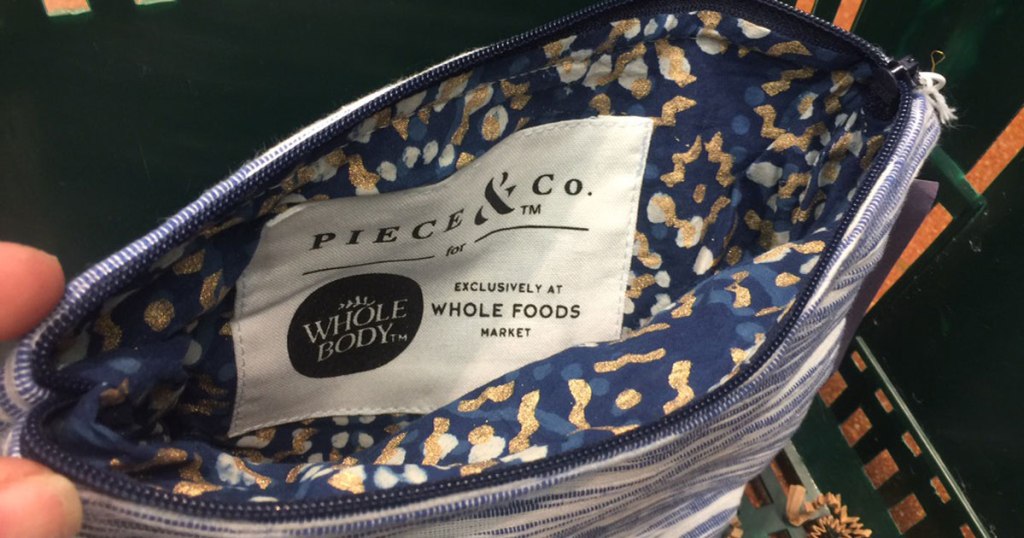 PIECE & Co.™
for
WHOLE
BODY™
EXCLUSIVELY AT
WHOLE FOODS
MARKET